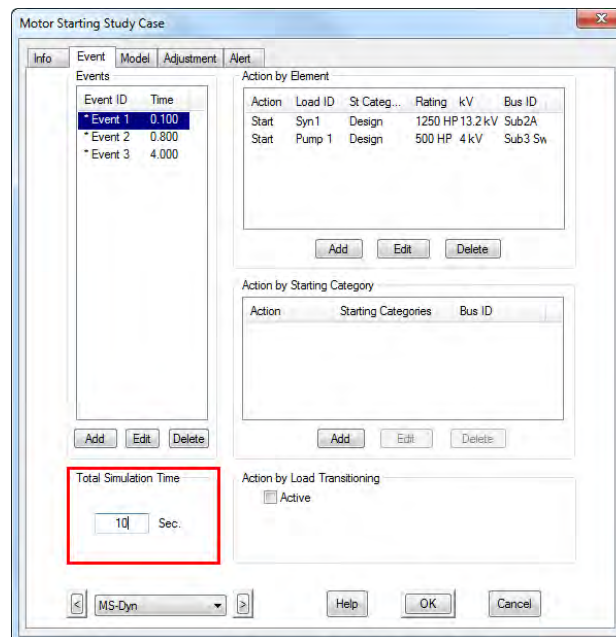 Motor Starting Study Case
x
Info Event Model Adjustment Alert
Events
Event ID Time
* Event 1 0.100
* Event 2 0.800
* Event 3 4.000
Add Edit Delete
Action by Element
Action Load ID St Categ... Rating kV Bus ID
Start Syn1 Design 1250 HP 13.2 kV Sub2A
Start Pump 1 Design 500 HP 4 kV Sub3 Sw
Add Edit Delete
Action by Starting Category
Action Starting Categories Bus ID
Add Edit Delete
Total Simulation Time
10 Sec.
Action by Load Transitioning
Active
< MS-Dyn > Help OK Cancel